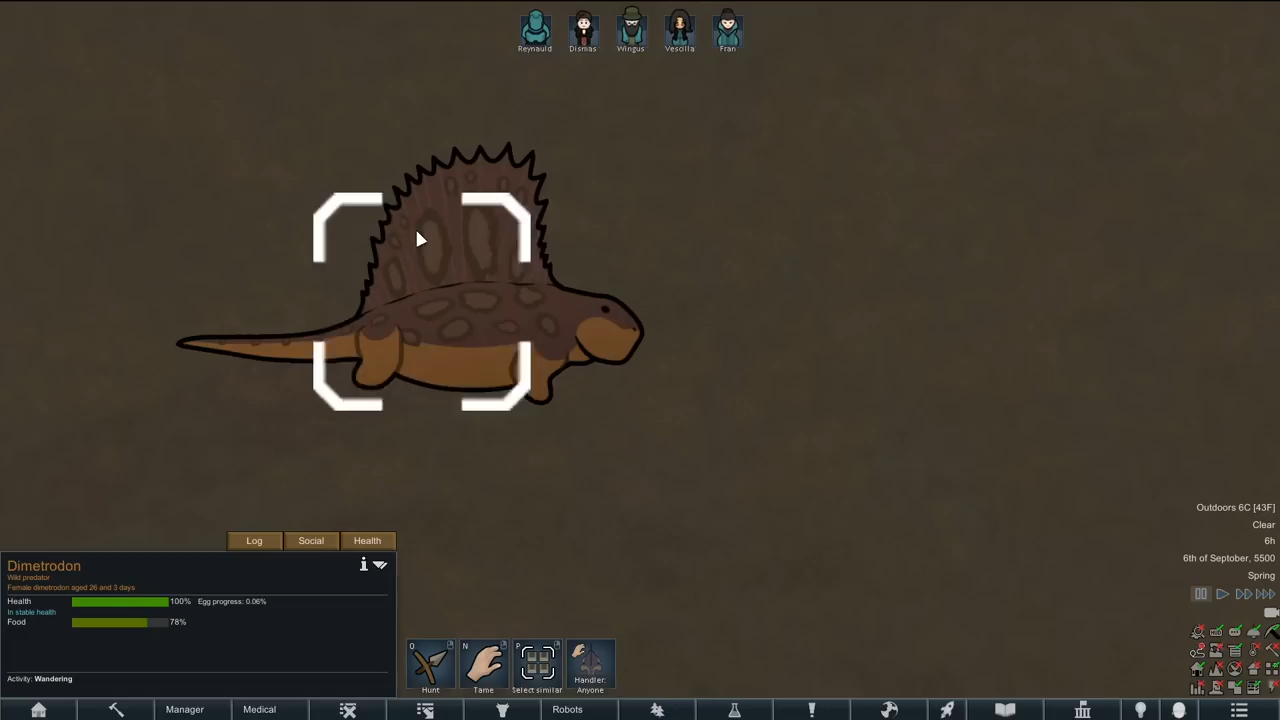 Reynauld
Dismas
Wingus
Vescilla
Fran
Outdoors 6C [43F]
Clear
6h
6th of September, 5500
Spring
Log
Social
Health
Dimetrodon
Wild predator
Female dimetrodon aged 26 and 3 days
Health 100% Egg progress: 0.06%
In stable health
Food 78%
Activity: Wandering
O
Hunt
N
Tame
P
Select similar
Handler:
Anyone
Manager
Medical
Robots